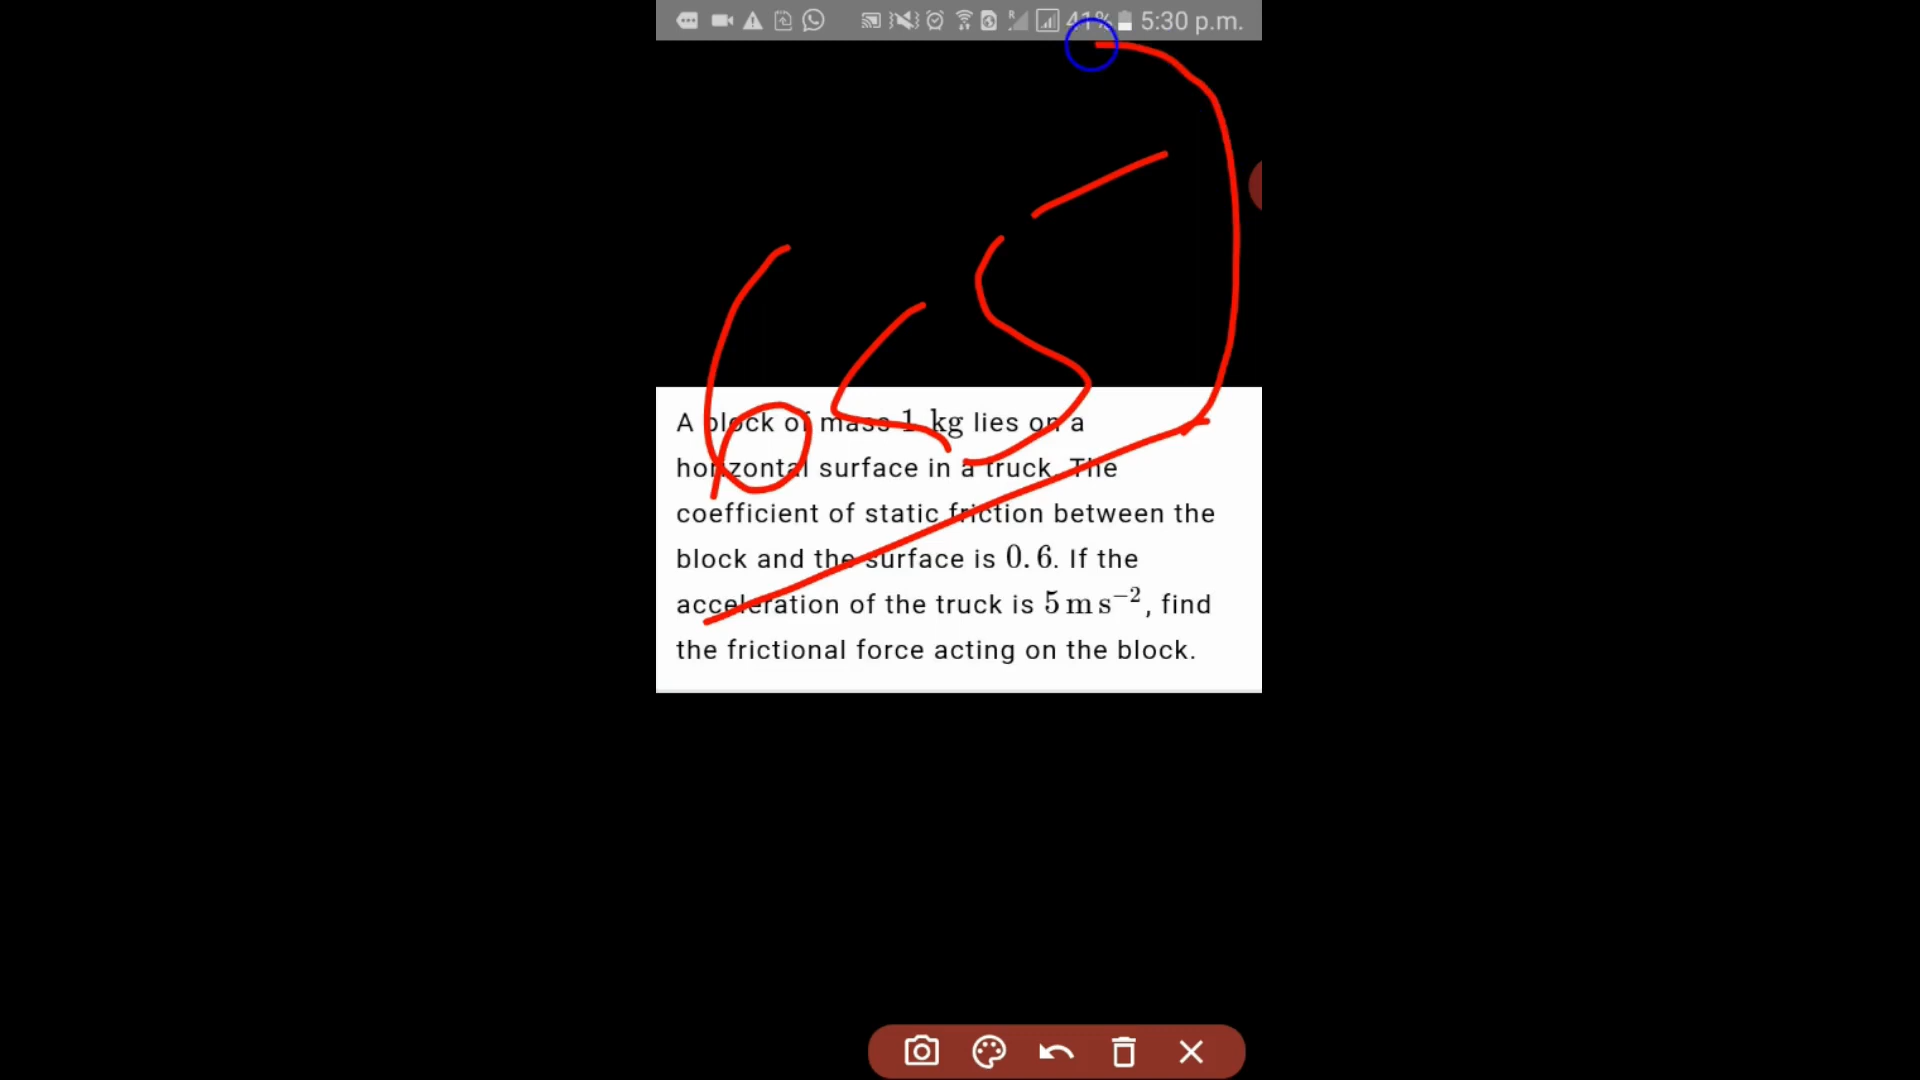 41% 5:30 p.m.
A block of mass 1 kg lies on a
horizontal surface in a truck. The
coefficient of static friction between the
block and the surface is 0.6. If the
acceleration of the truck is 5 m s⁻², find
the frictional force acting on the block.